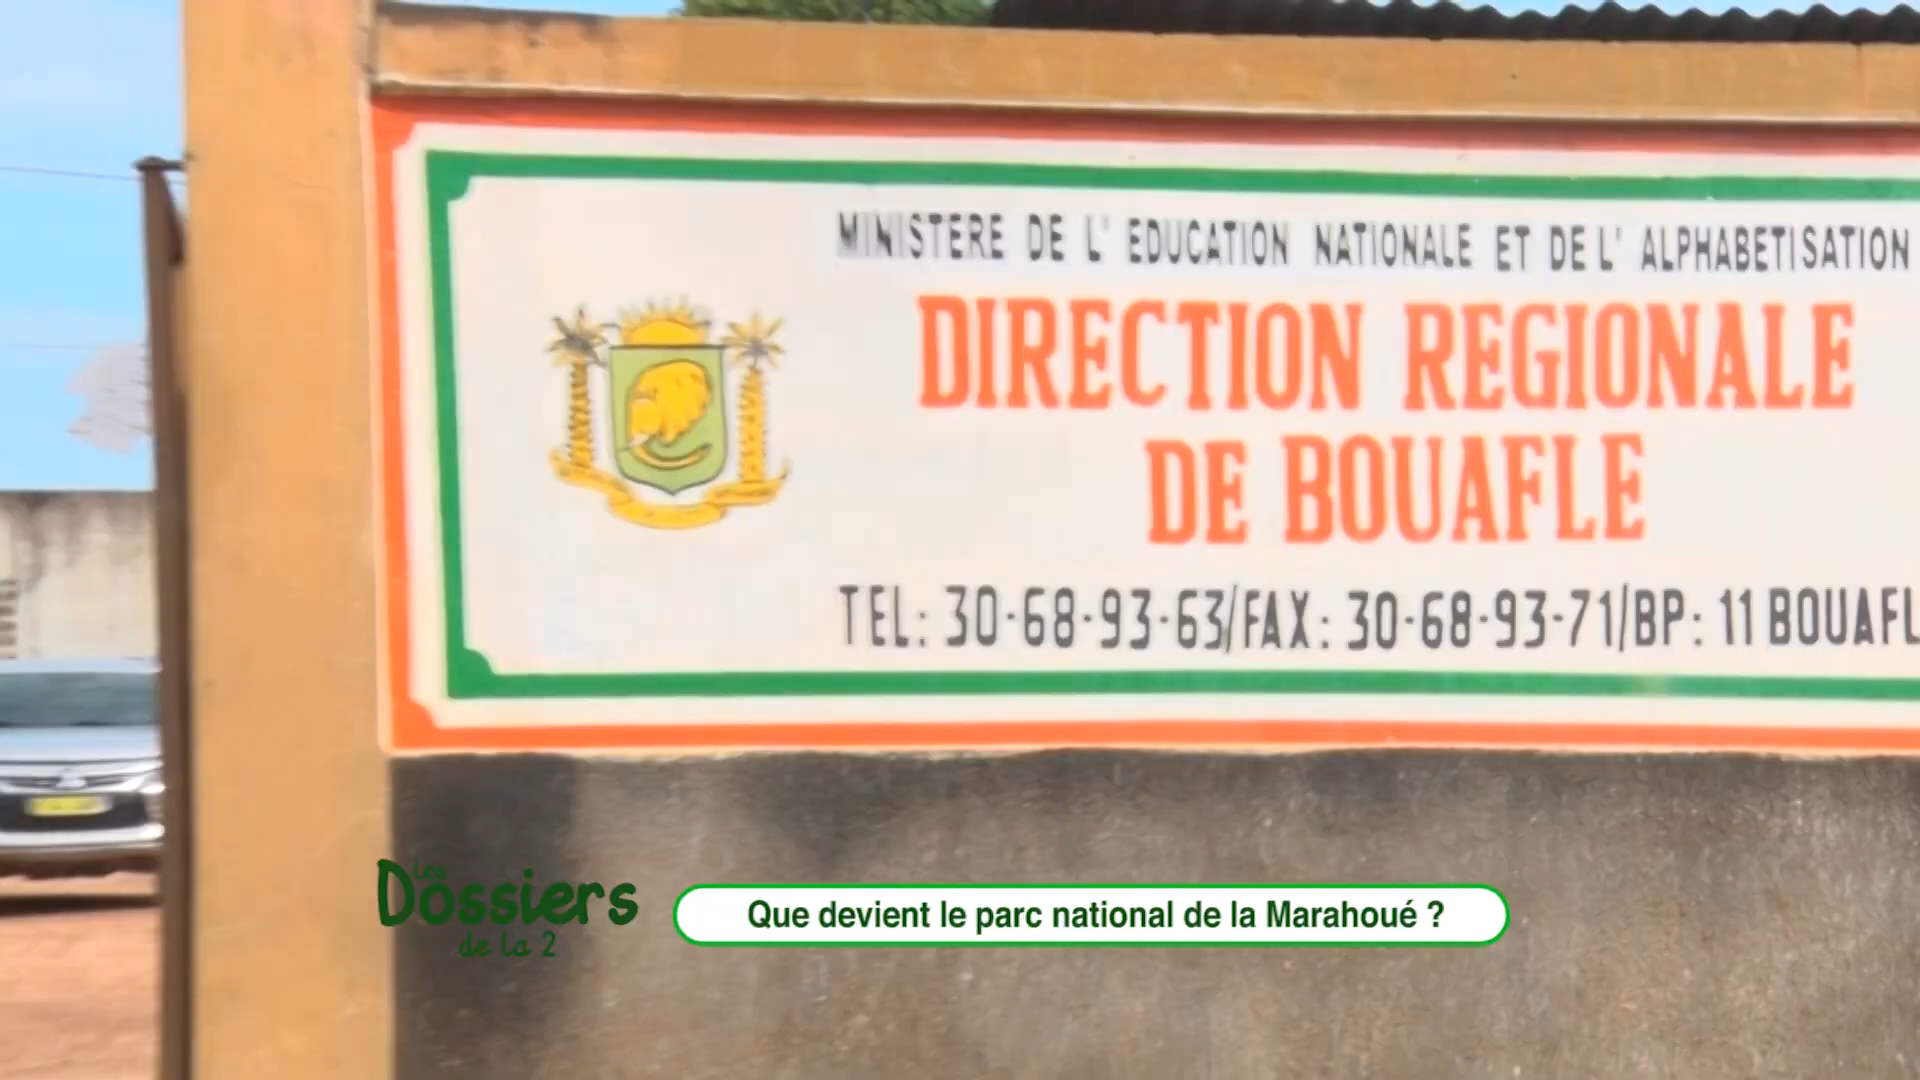 MINISTERE DE L' EDUCATION NATIONALE ET DE L' ALPHABETISATION
DIRECTION REGIONALE
DE BOUAFLE
TEL: 30-68-93-63/FAX: 30-68-93-71/BP: 11 BOUAFL
Les
Dossiers
de la 2
Que devient le parc national de la Marahoué ?